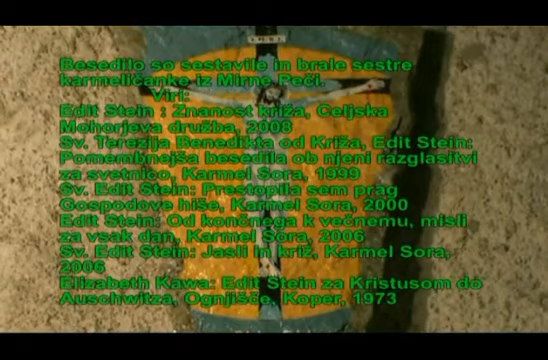 I.N.R.I.
Besedilo so sestavile in brale sestre
karmeličanke iz Mirne Peči.
Viri:
Edit Stein : Znanost križa, Celjska
Mohorjeva družba, 2008
Sv. Terezija Benedikta od Križa, Edit Stein:
Pomembnejša besedila ob njeni razglasitvi
za svetnico, Karmel Sora, 1999
Sv. Edit Stein: Prestopila sem prag
Gospodove hiše, Karmel Sora, 2000
Edit Stein: Od končnega k večnemu, misli
za vsak dan, Karmel Sora, 2006
Sv. Edit Stein: Jasli in križ, Karmel Sora,
2006
Elizabeth Kawa: Edit Stein za Kristusom do
Auschwitza, Ognjišče, Koper, 1973